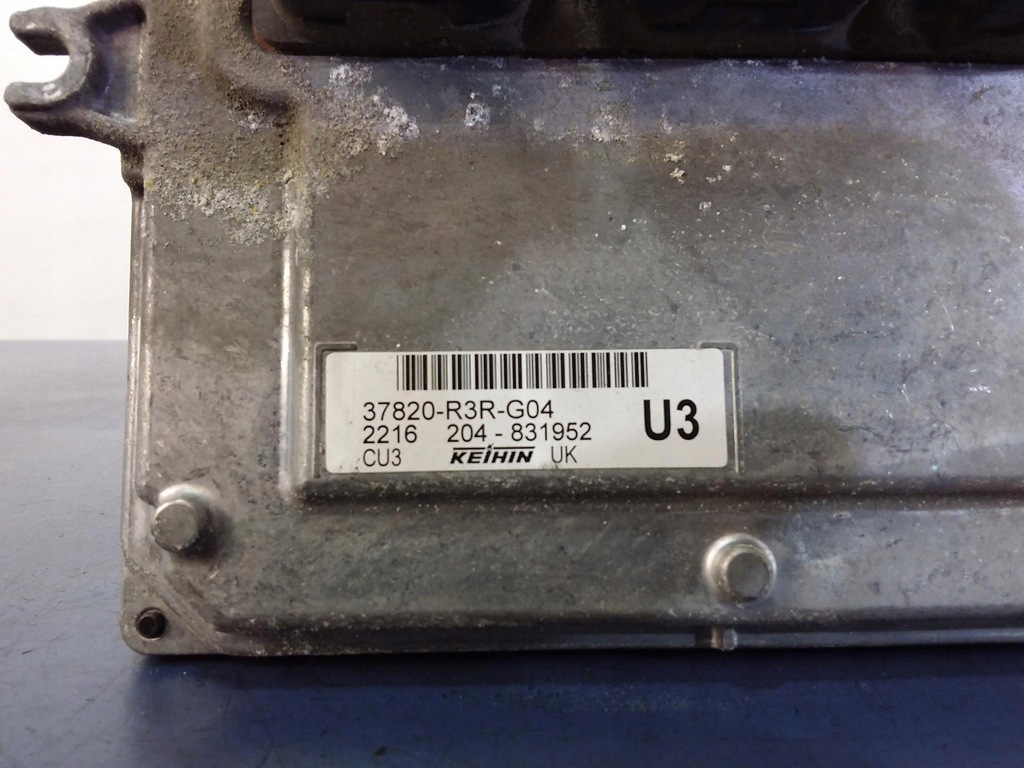 37820-R3R-G04
U3
2216 204-831952
CU3 KEIHIN UK